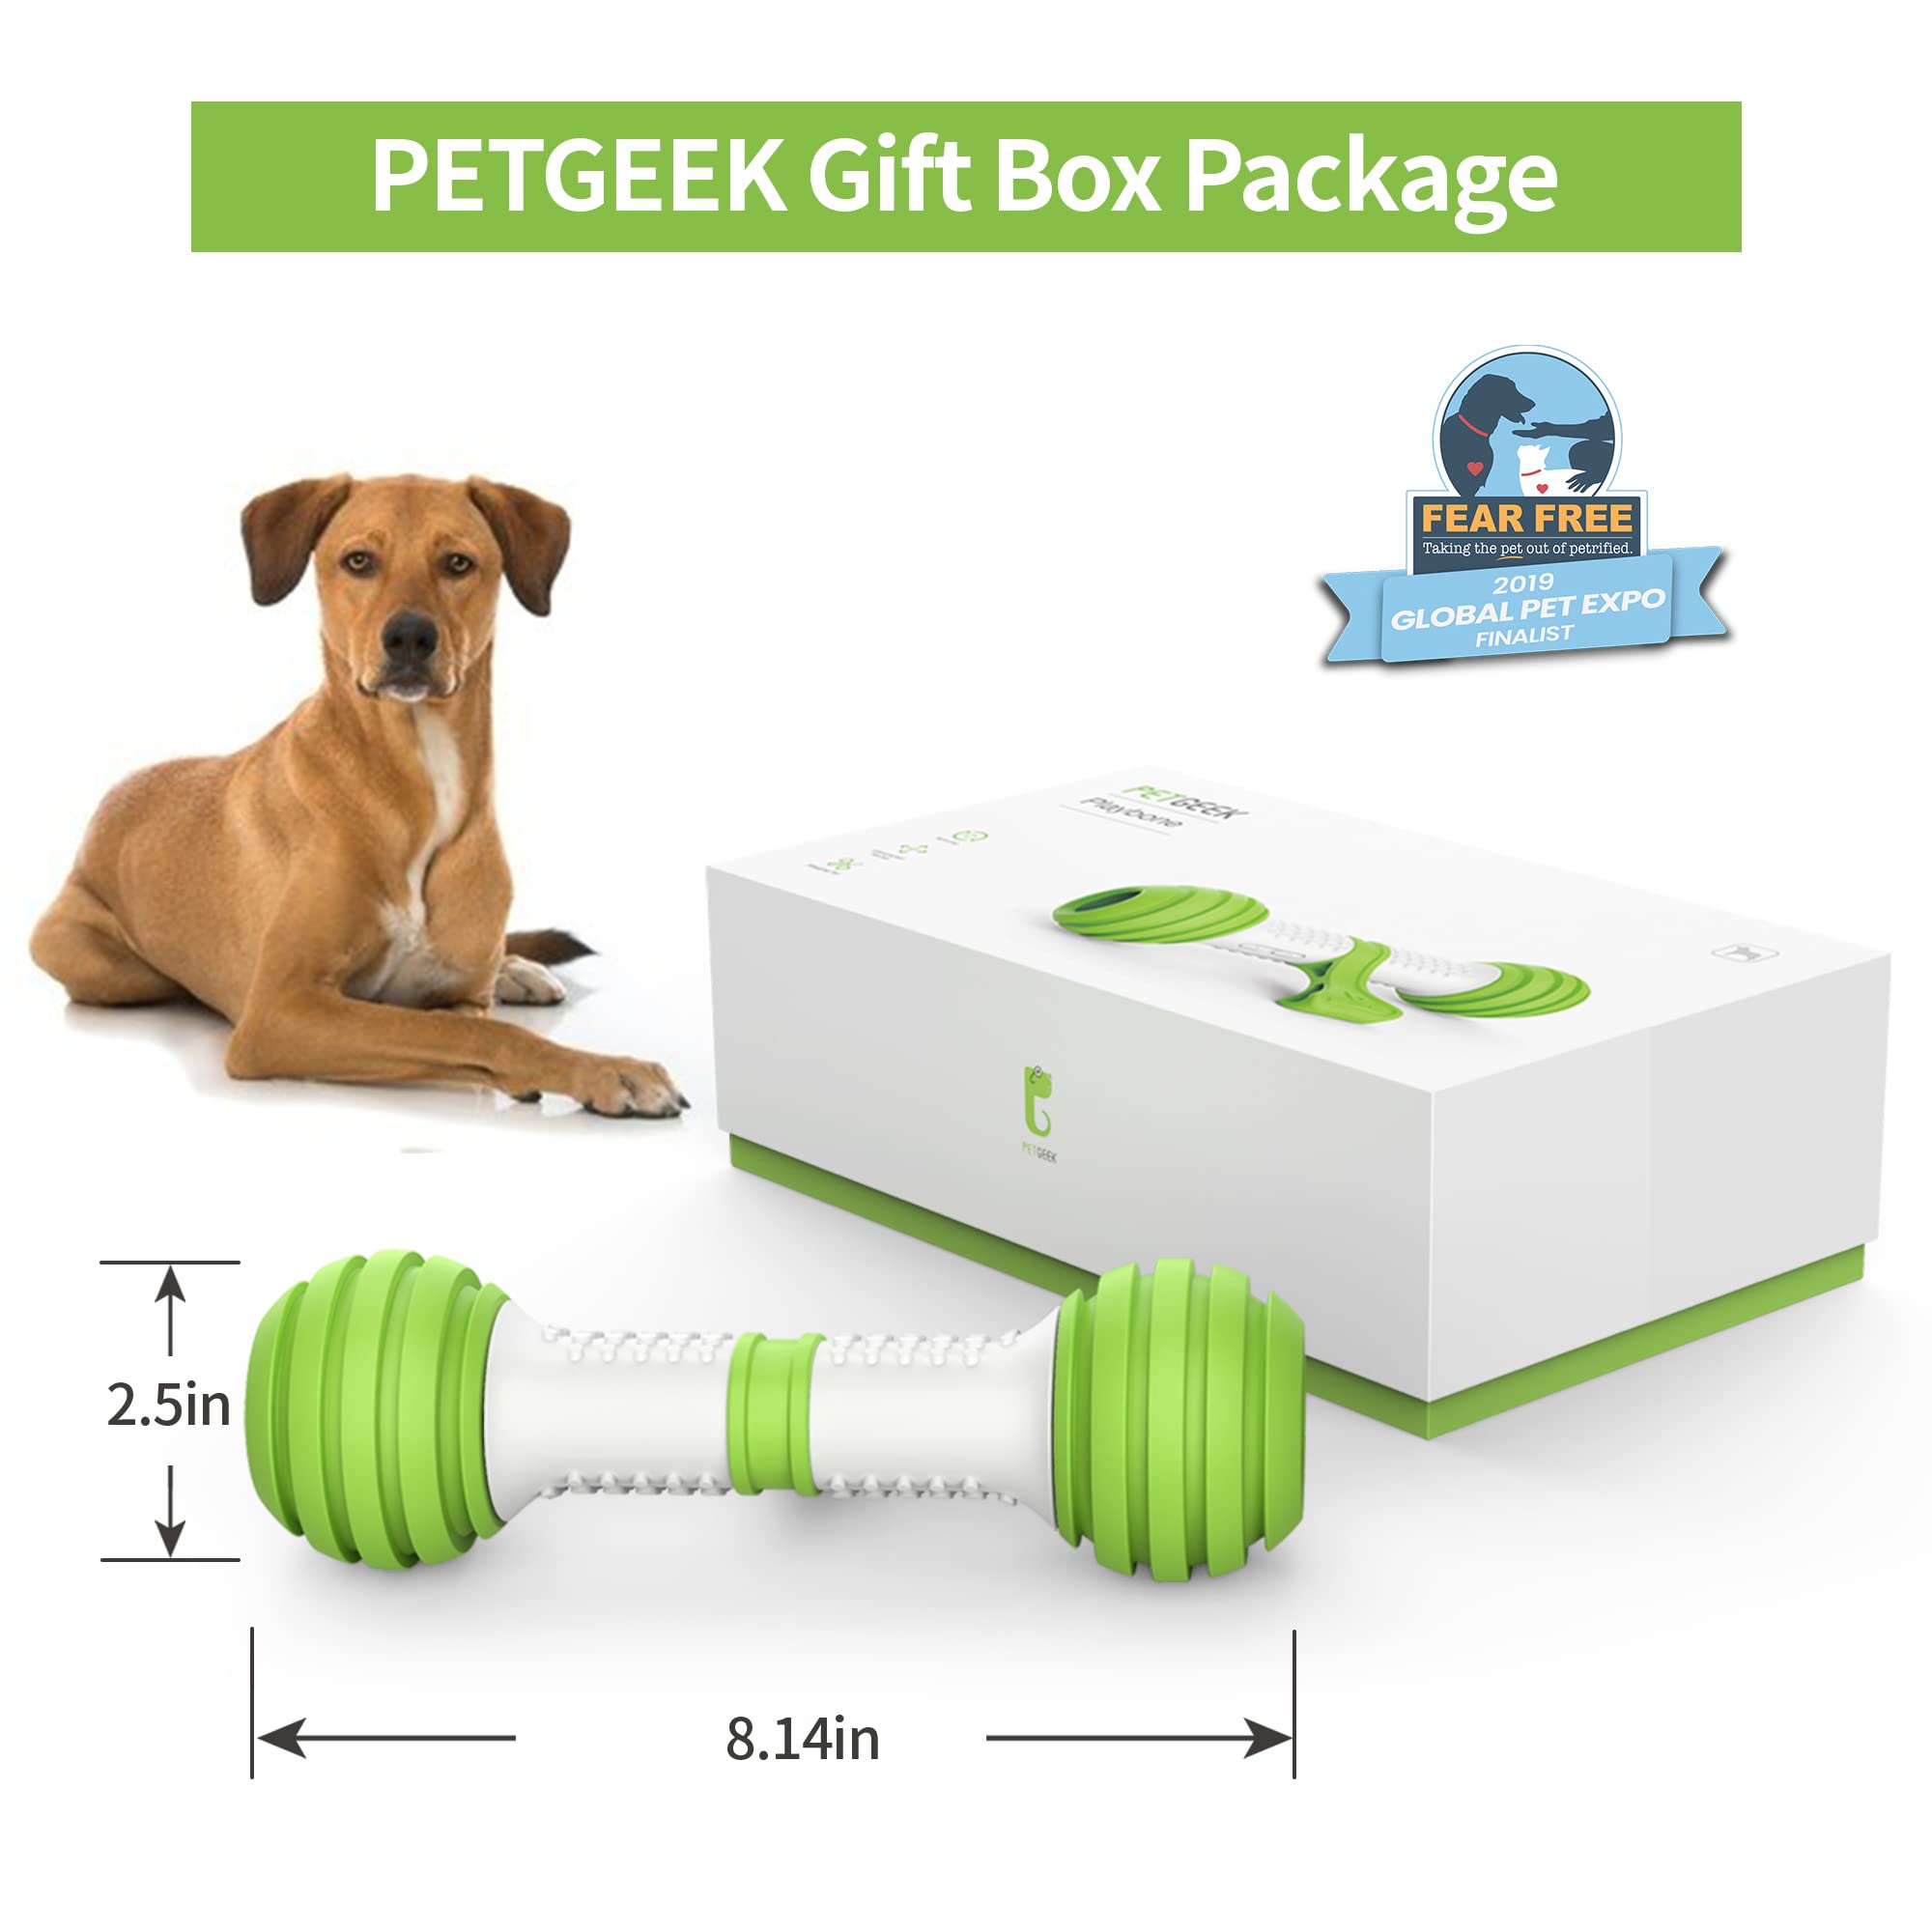 PETGEEK Gift Box Package
FEAR FREE
Taking the pet out of petrified.
2019
GLOBAL PET EXPO
FINALIST
PETGEEK
Playbone
PETGEEK
2.5in
8.14in